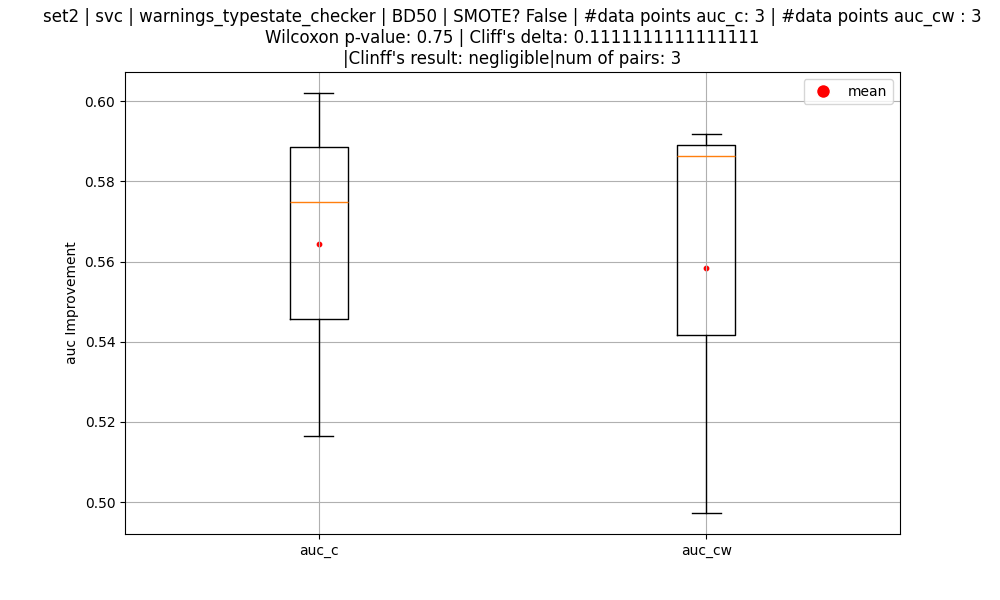 set2 | svc | warnings_typestate_checker | BD50 | SMOTE? False | #data points auc_c: 3 | #data points auc_cw : 3
Wilcoxon p-value: 0.75 | Cliff's delta: 0.1111111111111111
|Clinff's result: negligible|num of pairs: 3
mean
0.60
0.58
0.56
0.54
0.52
0.50
auc Improvement
auc_c
auc_cw